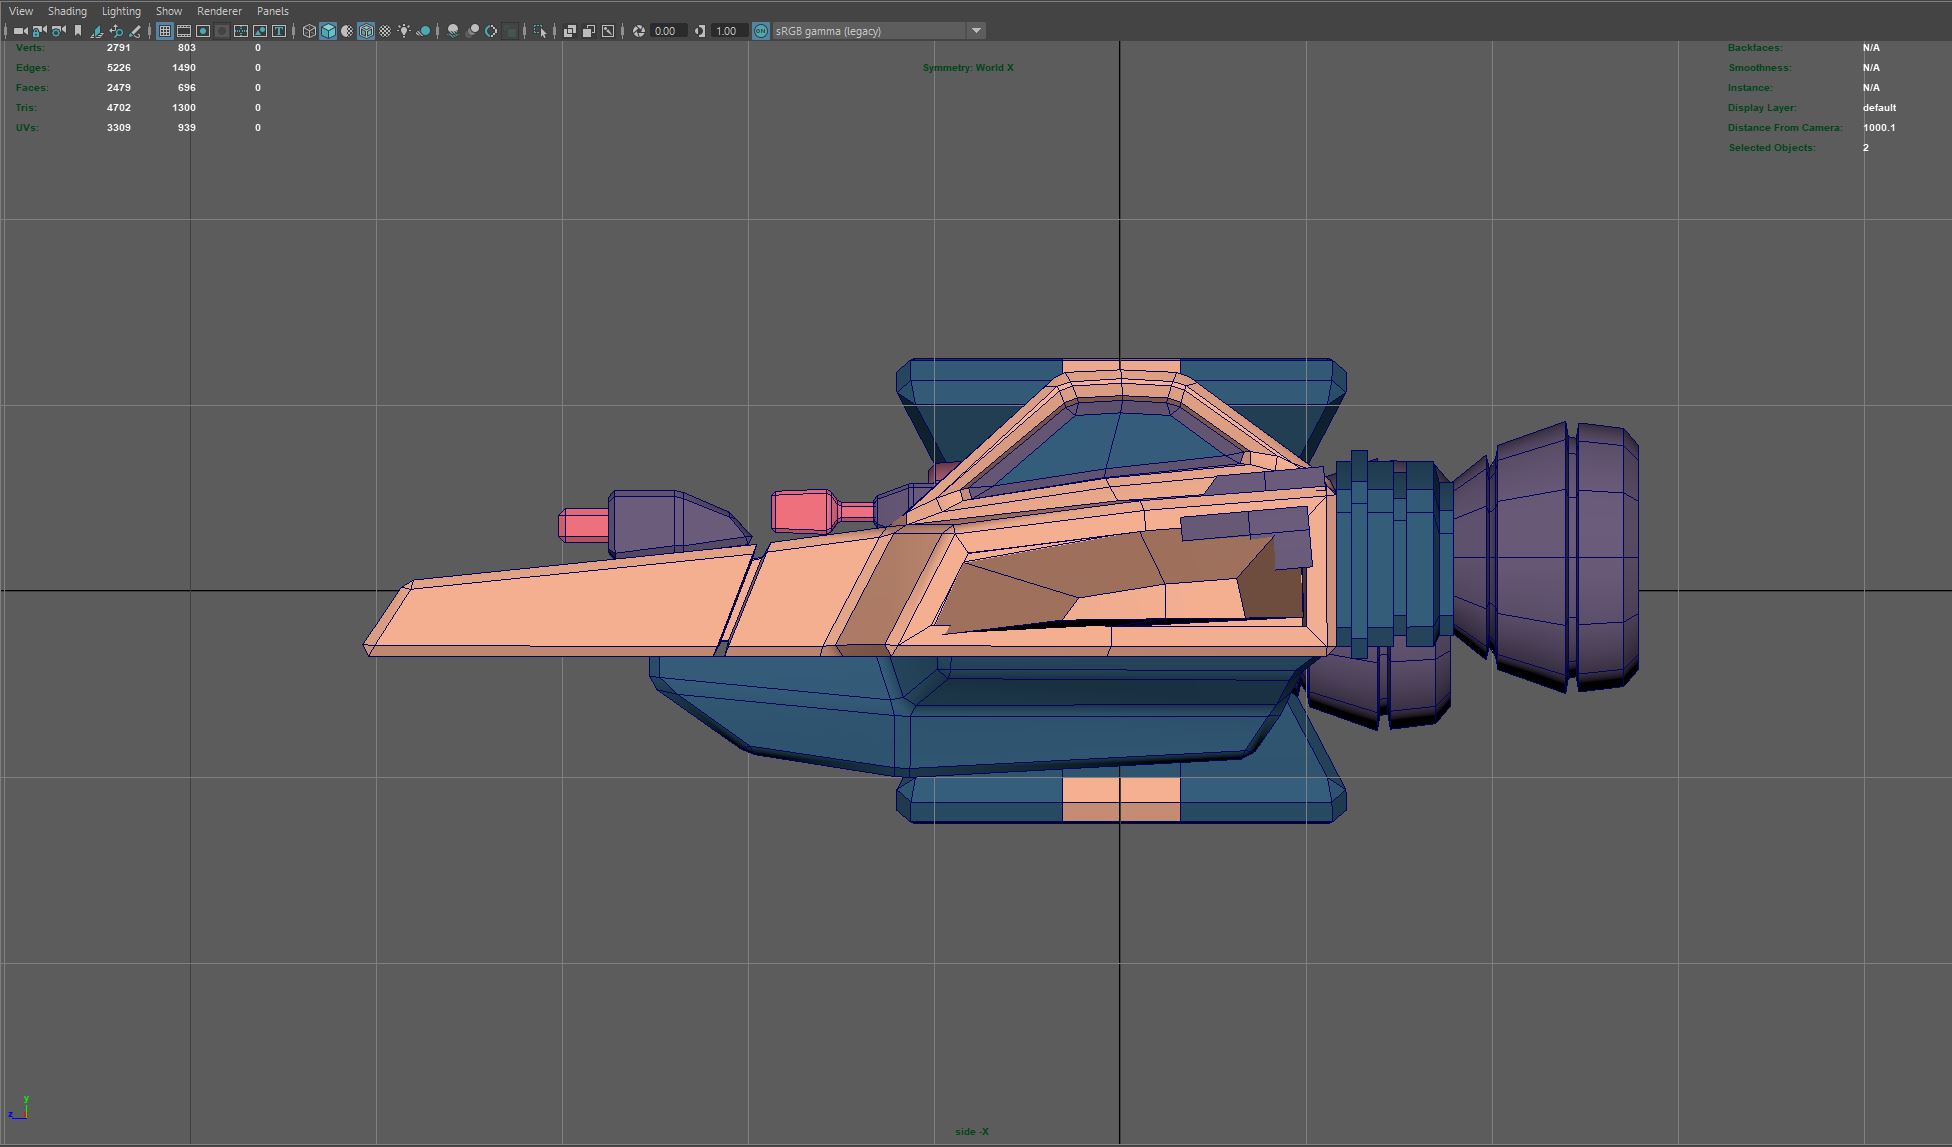 View Shading Lighting Show Renderer Panels
0.00 1.00 ON sRGB gamma (legacy)
Verts: 2791 803 0
Edges: 5226 1490 0
Faces: 2479 696 0
Tris: 4702 1300 0
UVs: 3309 939 0
Symmetry: World X
Backfaces: N/A
Smoothness: N/A
Instance: N/A
Display Layer: default
Distance From Camera: 1000.1
Selected Objects: 2
y
z
side -X